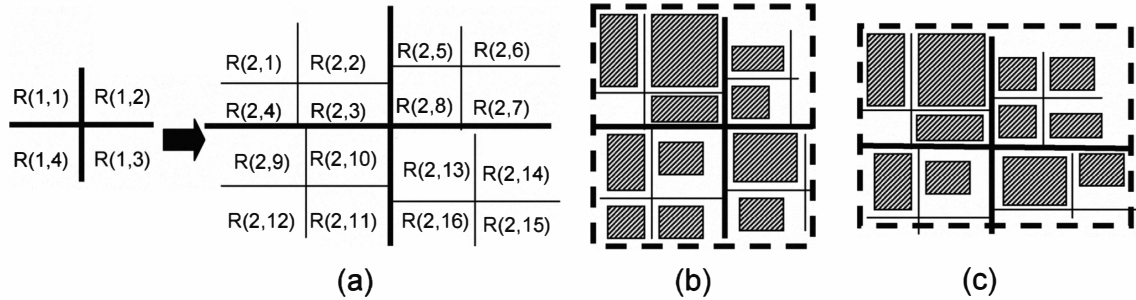 R(1,1) R(1,2)
R(1,4) R(1,3)
R(2,1) R(2,2) R(2,5) R(2,6)
R(2,4) R(2,3) R(2,8) R(2,7)
R(2,9) R(2,10) R(2,13) R(2,14)
R(2,12) R(2,11) R(2,16) R(2,15)
(a) (b) (c)